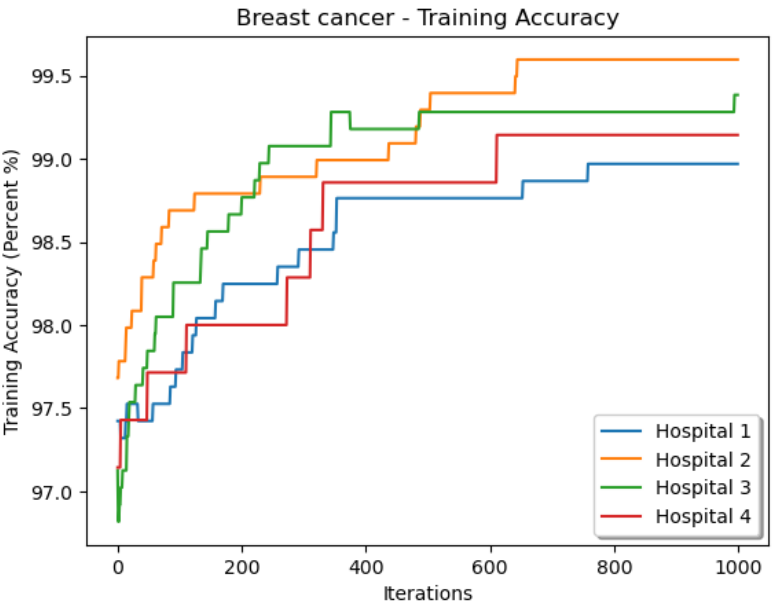 Breast cancer - Training Accuracy
Training Accuracy (Percent %)
99.5
99.0
98.5
98.0
97.5
97.0
Hospital 1
Hospital 2
Hospital 3
Hospital 4
0 200 400 600 800 1000
Iterations